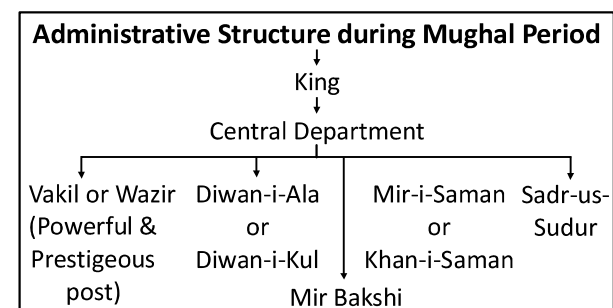 Administrative Structure during Mughal Period
King
Central Department
Vakil or Wazir
(Powerful &
Prestigeous
post)
Diwan-i-Ala
or
Diwan-i-Kul
Mir Bakshi
Mir-i-Saman
or
Khan-i-Saman
Sadr-us-
Sudur